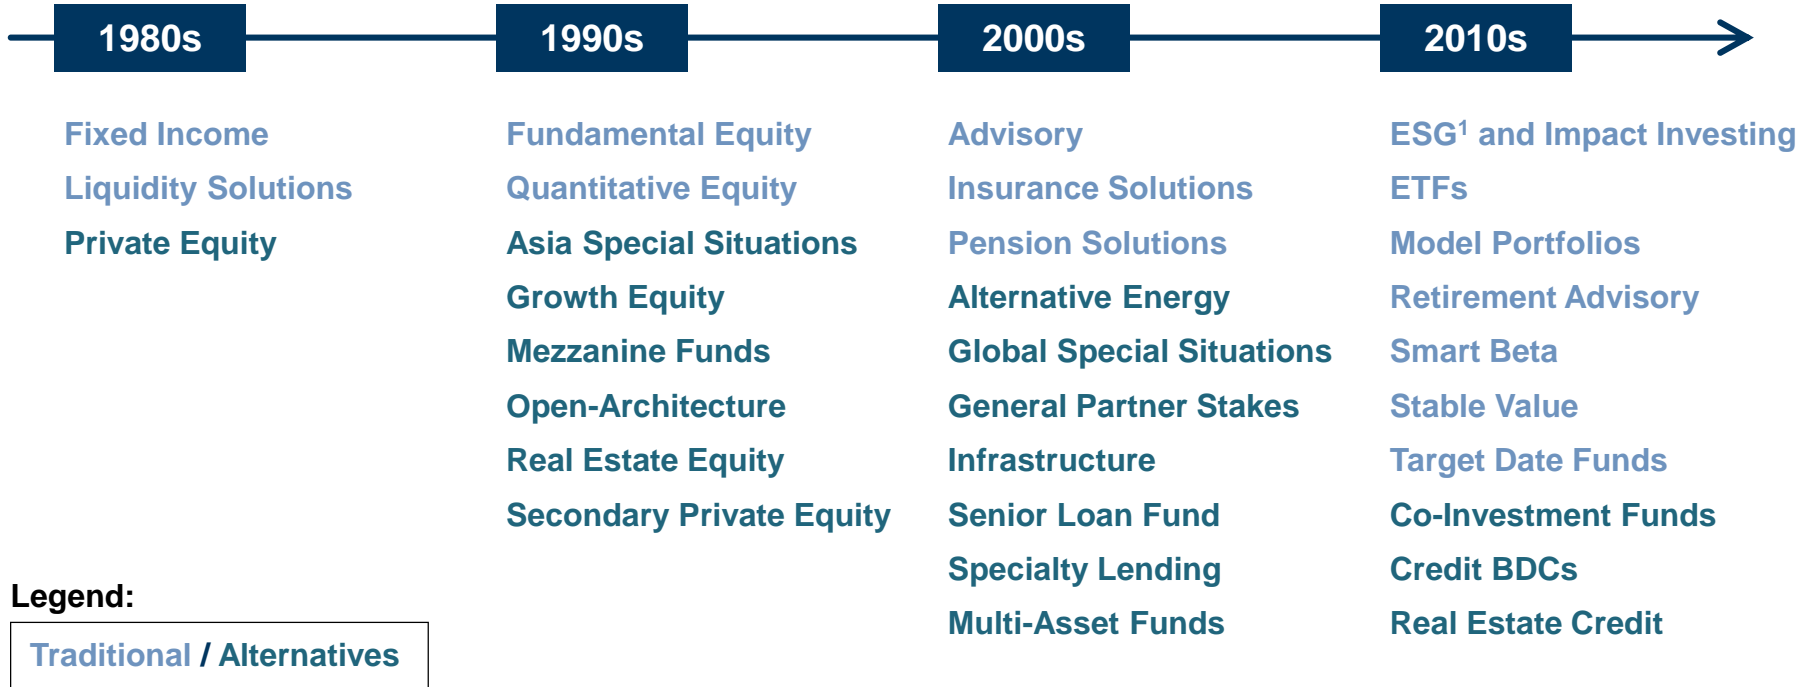 1980s
1990s
2000s
2010s
Fixed Income
Liquidity Solutions
Private Equity
Fundamental Equity
Quantitative Equity
Asia Special Situations
Growth Equity
Mezzanine Funds
Open-Architecture
Real Estate Equity
Secondary Private Equity
Advisory
Insurance Solutions
Pension Solutions
Alternative Energy
Global Special Situations
General Partner Stakes
Infrastructure
Senior Loan Fund
Specialty Lending
Multi-Asset Funds
ESG¹ and Impact Investing
ETFs
Model Portfolios
Retirement Advisory
Smart Beta
Stable Value
Target Date Funds
Co-Investment Funds
Credit BDCs
Real Estate Credit
Legend:
Traditional / Alternatives